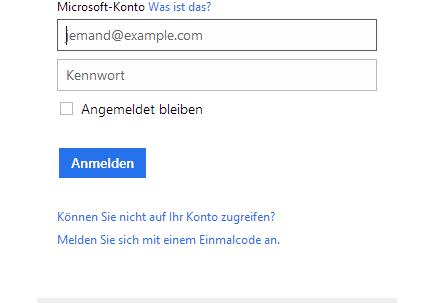 Microsoft-Konto Was ist das?
jemand@example.com
Kennwort
Angemeldet bleiben
Anmelden
Können Sie nicht auf Ihr Konto zugreifen?
Melden Sie sich mit einem Einmalcode an.